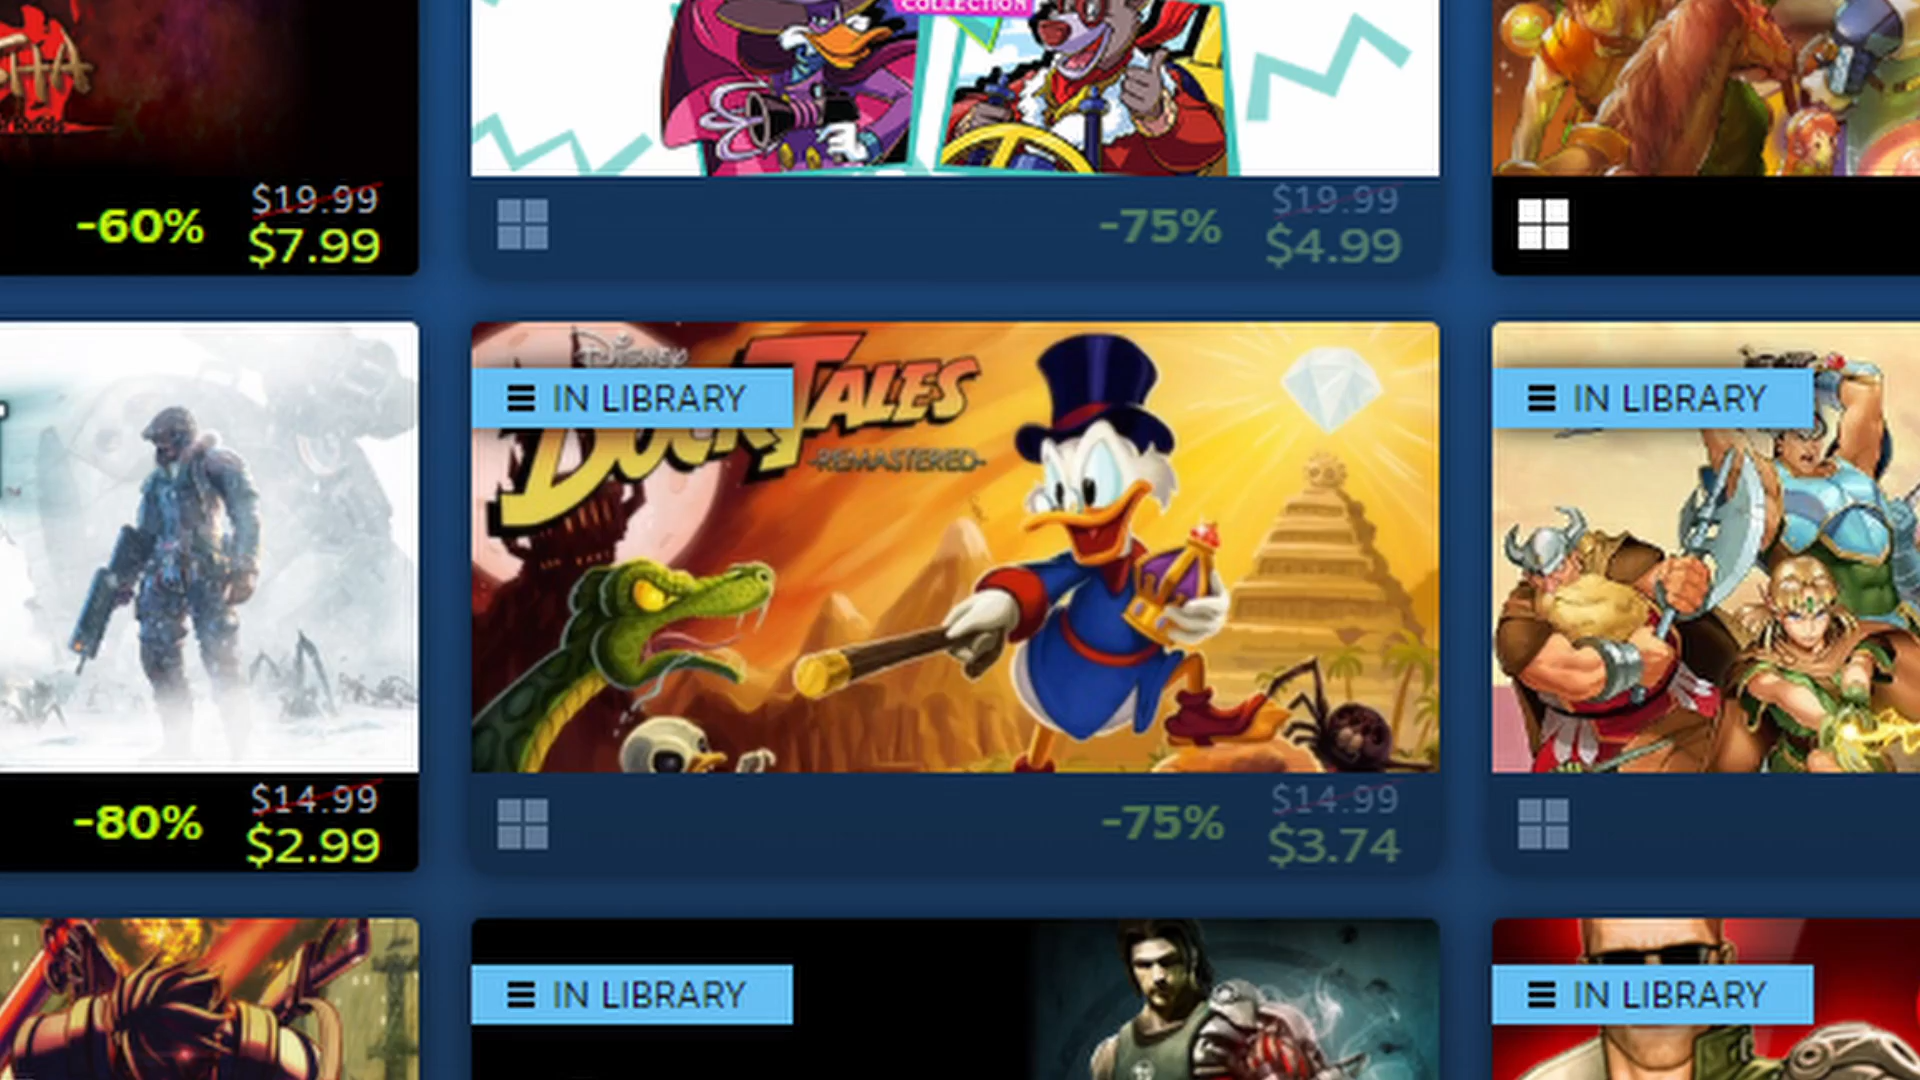 COLLECTION
-60%
$19.99
$7.99
-75%
$19.99
$4.99
DISNEY
IN LIBRARY
DUCKTALES
-REMASTERED-
IN LIBRARY
-80%
$14.99
$2.99
-75%
$14.99
$3.74
IN LIBRARY
IN LIBRARY